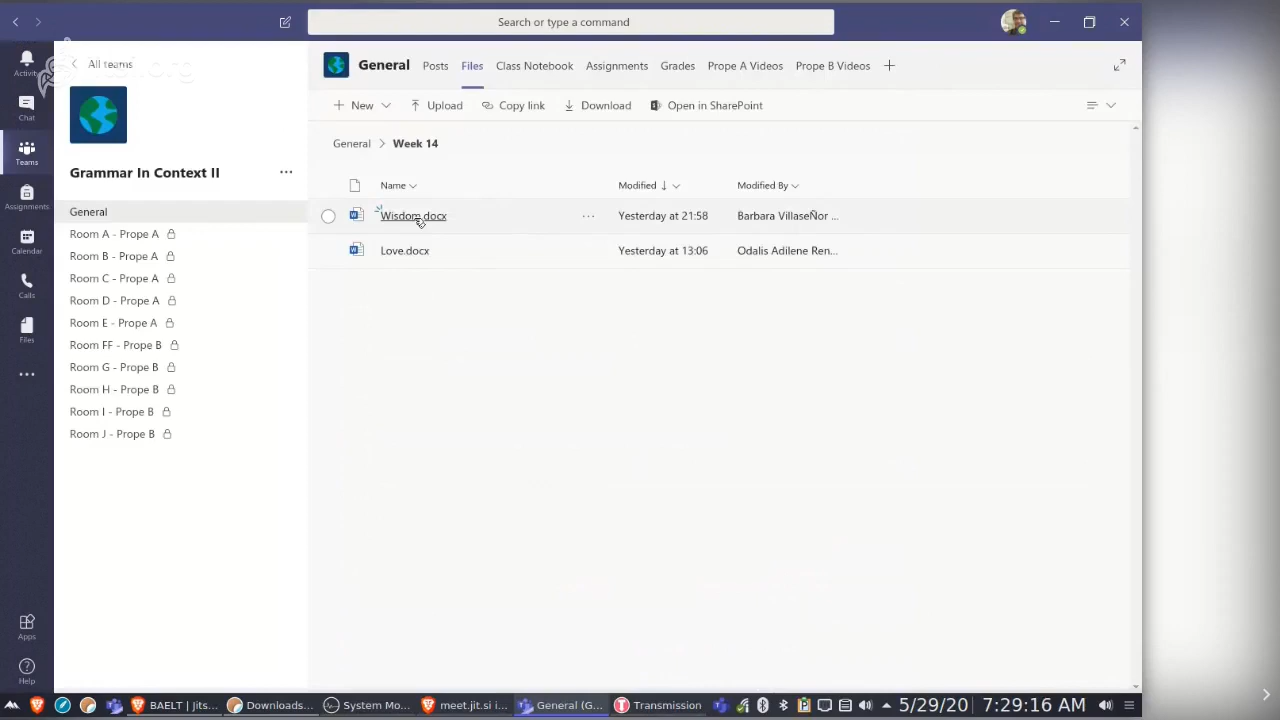 Search or type a command
Activity
Chat
Teams
Assignments
Calendar
Calls
Files
Apps
Help
All teams
Grammar In Context II
General
Room A - Prope A
Room B - Prope A
Room C - Prope A
Room D - Prope A
Room E - Prope A
Room FF - Prope B
Room G - Prope B
Room H - Prope B
Room I - Prope B
Room J - Prope B
General Posts Files Class Notebook Assignments Grades Prope A Videos Prope B Videos
New Upload Copy link Download Open in SharePoint
General > Week 14
Name Modified Modified By
Wisdom.docx Yesterday at 21:58 Barbara VillaseÑor ...
Love.docx Yesterday at 13:06 Odalis Adilene Ren...
BAELT | Jits... Downloads... System Mo... meet.jit.si i... General (G... Transmission 5/29/20 7:29:16 AM